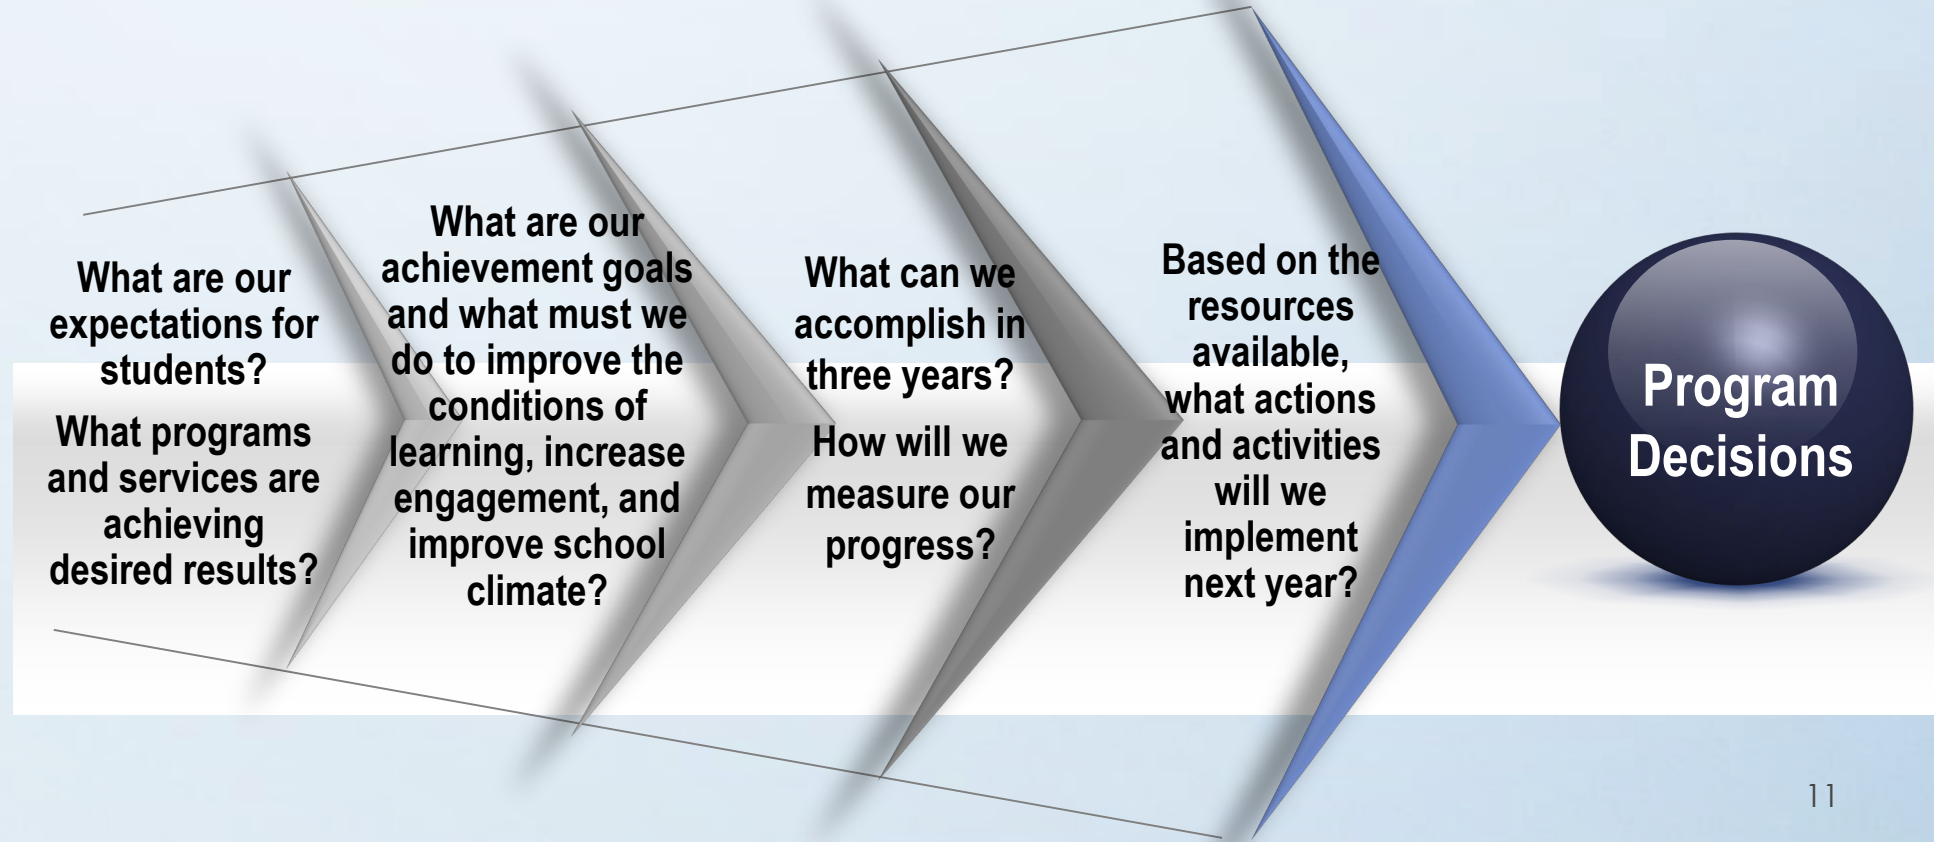 What are our
expectations for
students?
What programs
and services are
achieving
desired results?
What are our
achievement goals
and what must we
do to improve the
conditions of
learning, increase
engagement, and
improve school
climate?
What can we
accomplish in
three years?
How will we
measure our
progress?
Based on the
resources
available,
what actions
and activities
will we
implement
next year?
Program
Decisions
11